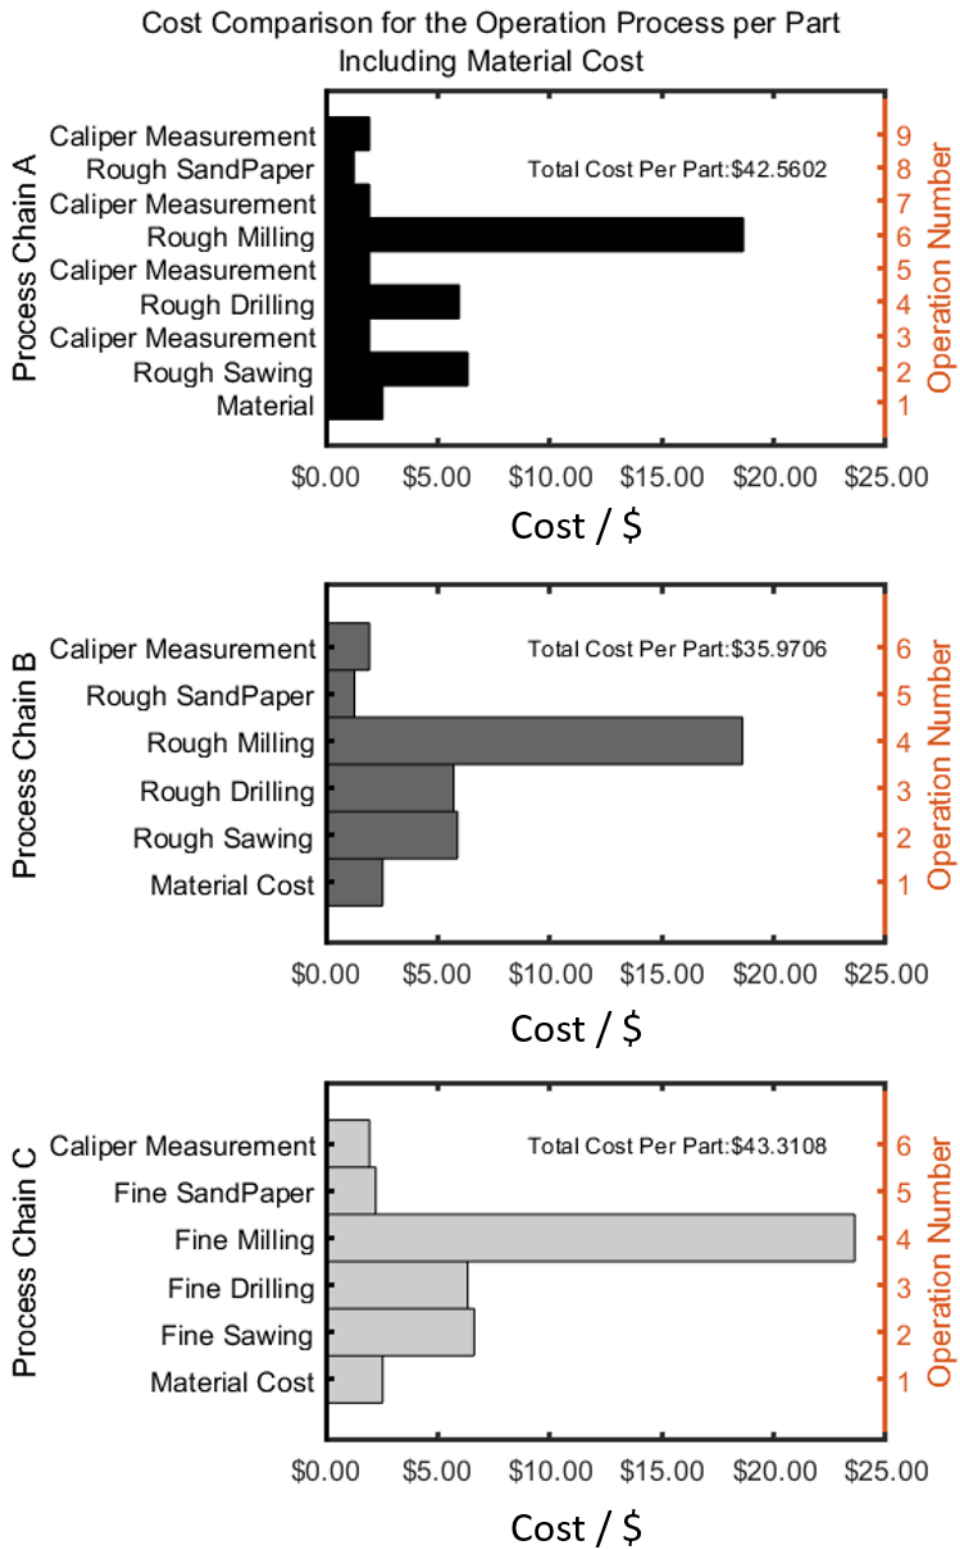 Cost Comparison for the Operation Process per Part
Including Material Cost
Process Chain A
Caliper Measurement
Rough SandPaper
Caliper Measurement
Rough Milling
Caliper Measurement
Rough Drilling
Caliper Measurement
Rough Sawing
Material
Total Cost Per Part:$42.5602
9
8
7
6
5
4
3
2
1
Operation Number
$0.00 $5.00 $10.00 $15.00 $20.00 $25.00
Cost / $
Process Chain B
Caliper Measurement
Rough SandPaper
Rough Milling
Rough Drilling
Rough Sawing
Material Cost
Total Cost Per Part:$35.9706
6
5
4
3
2
1
Operation Number
$0.00 $5.00 $10.00 $15.00 $20.00 $25.00
Cost / $
Process Chain C
Caliper Measurement
Fine SandPaper
Fine Milling
Fine Drilling
Fine Sawing
Material Cost
Total Cost Per Part:$43.3108
6
5
4
3
2
1
Operation Number
$0.00 $5.00 $10.00 $15.00 $20.00 $25.00
Cost / $